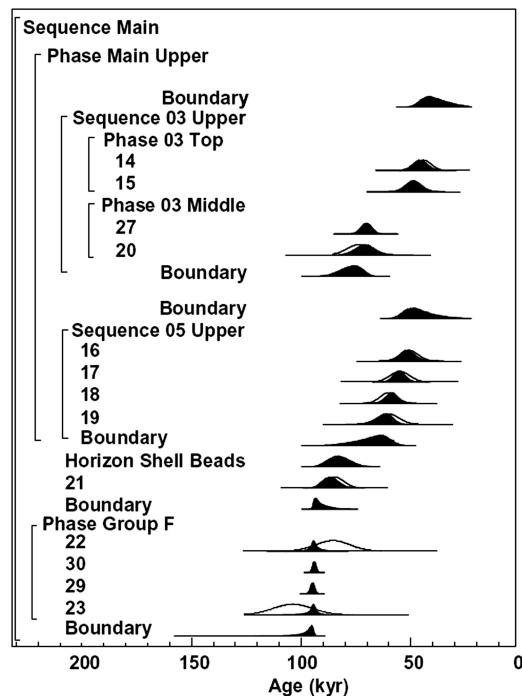 Sequence Main
Phase Main Upper
Boundary
Sequence 03 Upper
Phase 03 Top
14
15
Phase 03 Middle
27
20
Boundary
Boundary
Sequence 05 Upper
16
17
18
19
Boundary
Horizon Shell Beads
21
Boundary
Phase Group F
22
30
29
23
Boundary
200 150 100 50 0
Age (kyr)